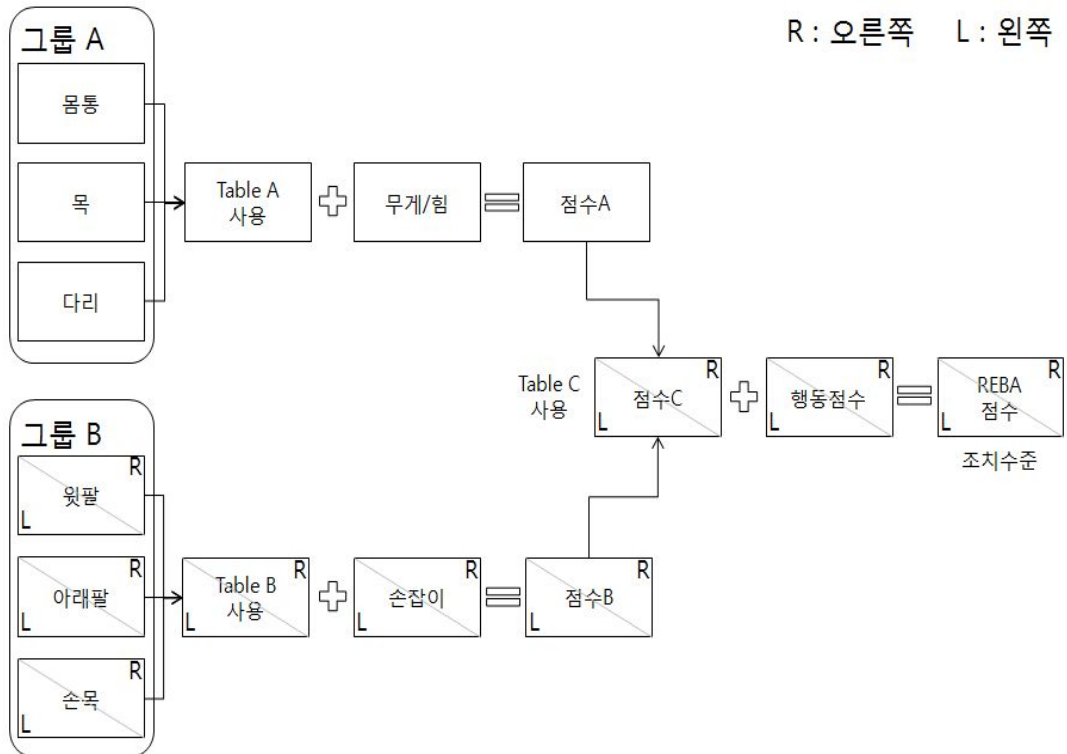 그룹 A
R : 오른쪽 L : 왼쪽
몸통
목
다리
Table A
사용
무게/힘
점수A
Table C
사용
점수C
R
L
행동점수
R
L
REBA
점수
R
L
조치수준
그룹 B
윗팔
R
L
아래팔
R
L
손목
R
L
Table B
사용
R
L
손잡이
R
L
점수B
R
L